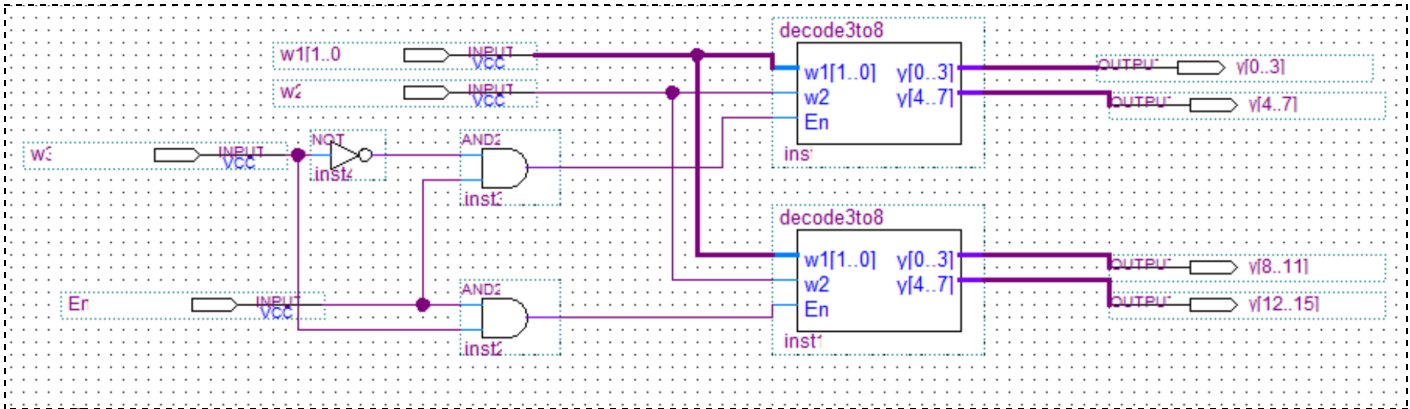 decode3to8
w1[1..0
INPUT
VCC
w1[1..0] y[0..3]
OUTPUT
y[0..3]
w2
INPUT
VCC
w2 y[4..7]
OUTPUT
y[4..7]
En
inst
NOT
AND2
w3
INPUT
VCC
inst4
inst3
decode3to8
w1[1..0] y[0..3]
OUTPUT
y[8..11]
w2 y[4..7]
OUTPUT
y[12..15]
En
inst1
AND2
En
INPUT
VCC
inst2